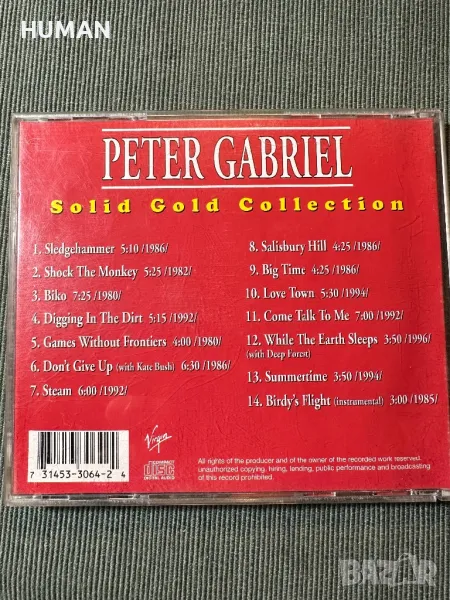 HUMAN
PETER GABRIEL
Solid Gold Collection
1. Sledgehammer 5:10 /1986/
2. Shock The Monkey 5:25 /1982/
3. Biko 7:25 /1980/
4. Digging In The Dirt 5:15 /1992/
5. Games Without Frontiers 4:00 /1980/
6. Don't Give Up (with Kate Bush) 6:30 /1986/
7. Steam 6:00 /1992/
8. Salisbury Hill 4:25 /1986/
9. Big Time 4:25 /1986/
10. Love Town 5:30 /1994/
11. Come Talk To Me 7:00 /1992/
12. While The Earth Sleeps 3:50 /1996/
(with Deep Forest)
13. Summertime 3:50 /1994/
14. Birdy's Flight (instrumental) 3:00 /1985/
7 31453-3064-2 4
Virgin
COMPACT
disc
DIGITAL AUDIO
All rights of the producer and of the owner of the recorded work reserved,
unauthorized copying, hiring, lending, public performance and broadcasting
of this record prohibited.
BAZAR